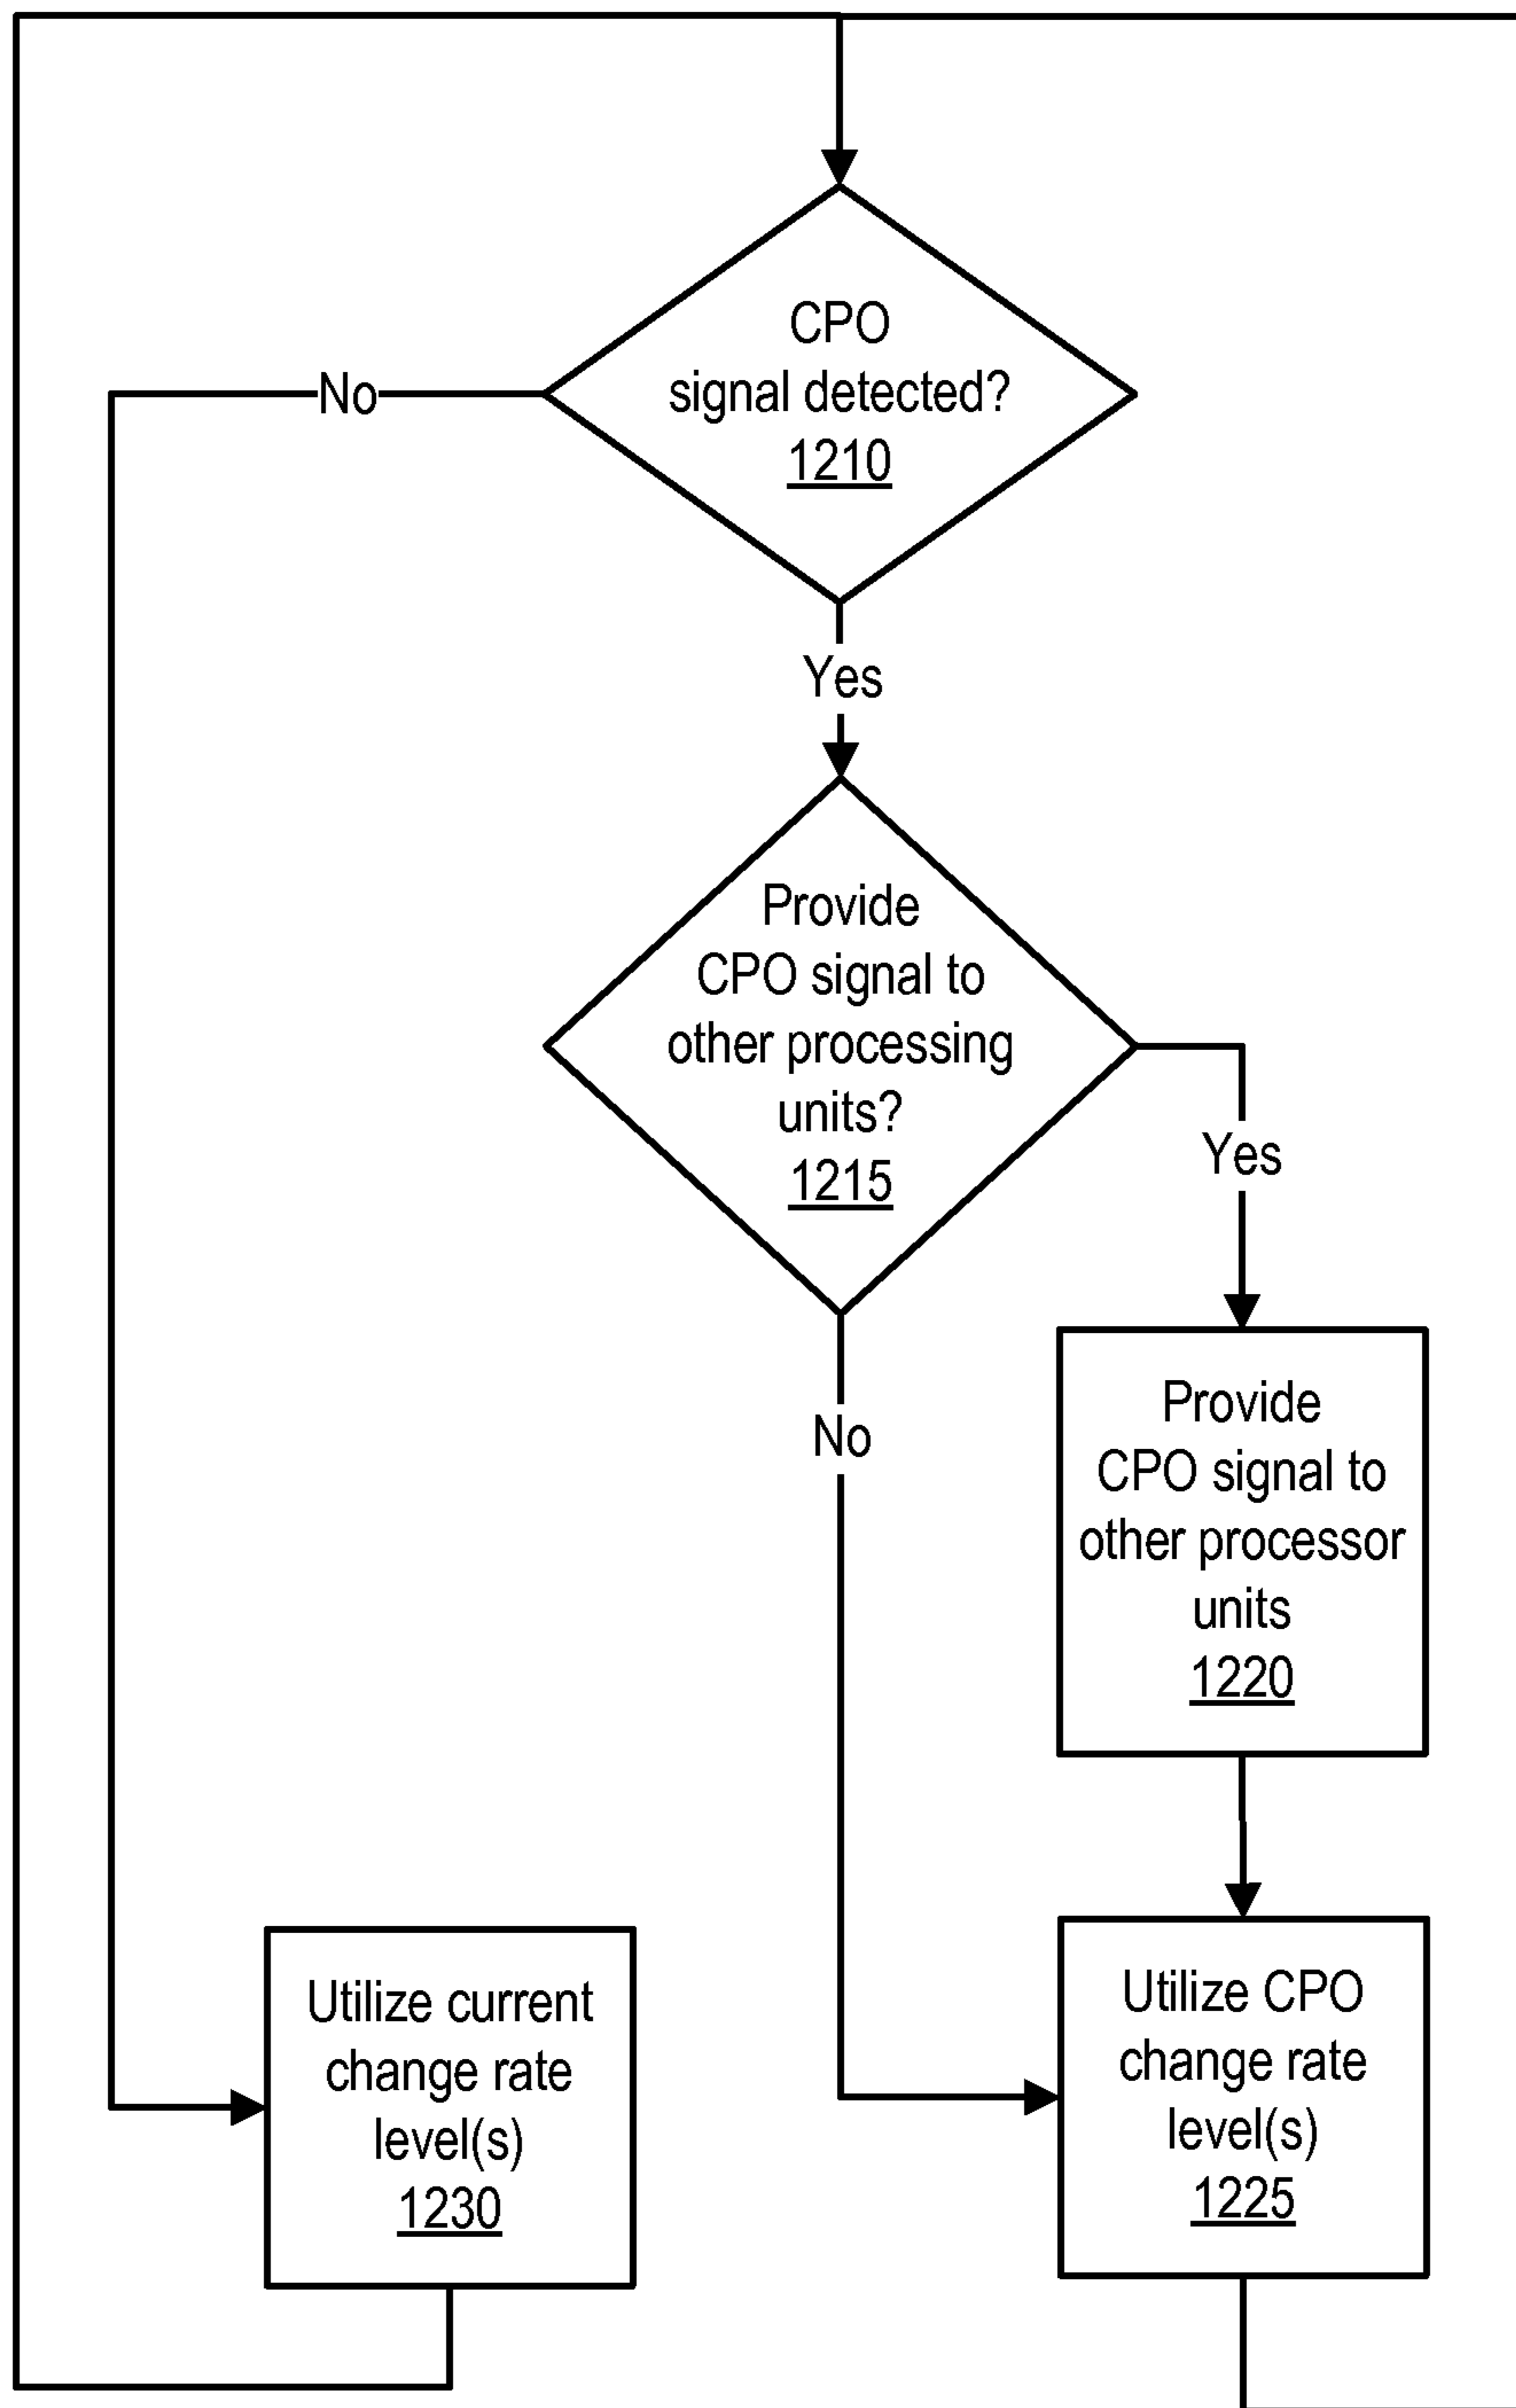 CPO
signal detected?
1210
No
Yes
Provide
CPO signal to
other processing
units?
1215
Yes
No
Provide
CPO signal to
other processor
units
1220
Utilize current
change rate
level(s)
1230
Utilize CPO
change rate
level(s)
1225